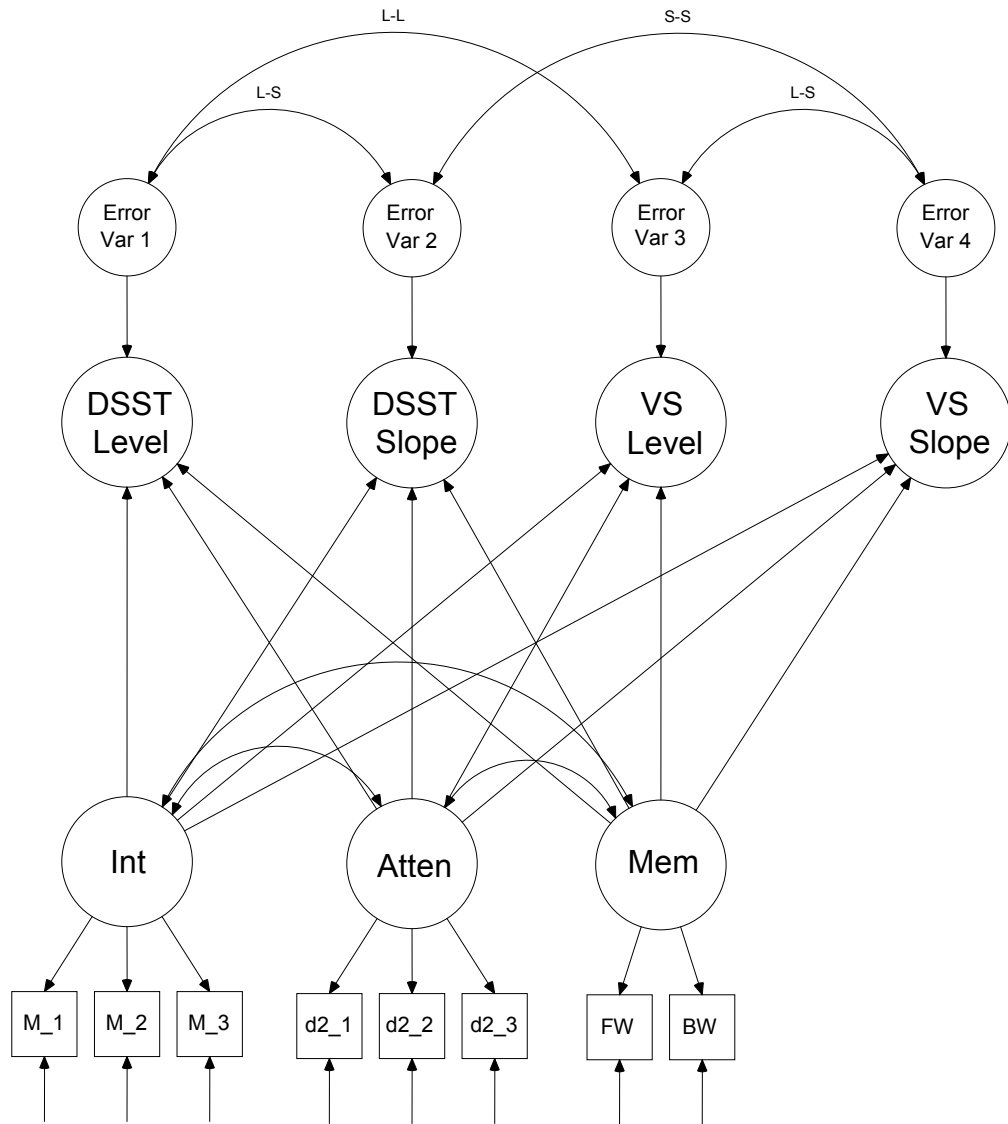 L-L
S-S
L-S
L-S
Error
Var 1
Error
Var 2
Error
Var 3
Error
Var 4
DSST
Level
DSST
Slope
VS
Level
VS
Slope
Int
Atten
Mem
M_1
M_2
M_3
d2_1
d2_2
d2_3
FW
BW